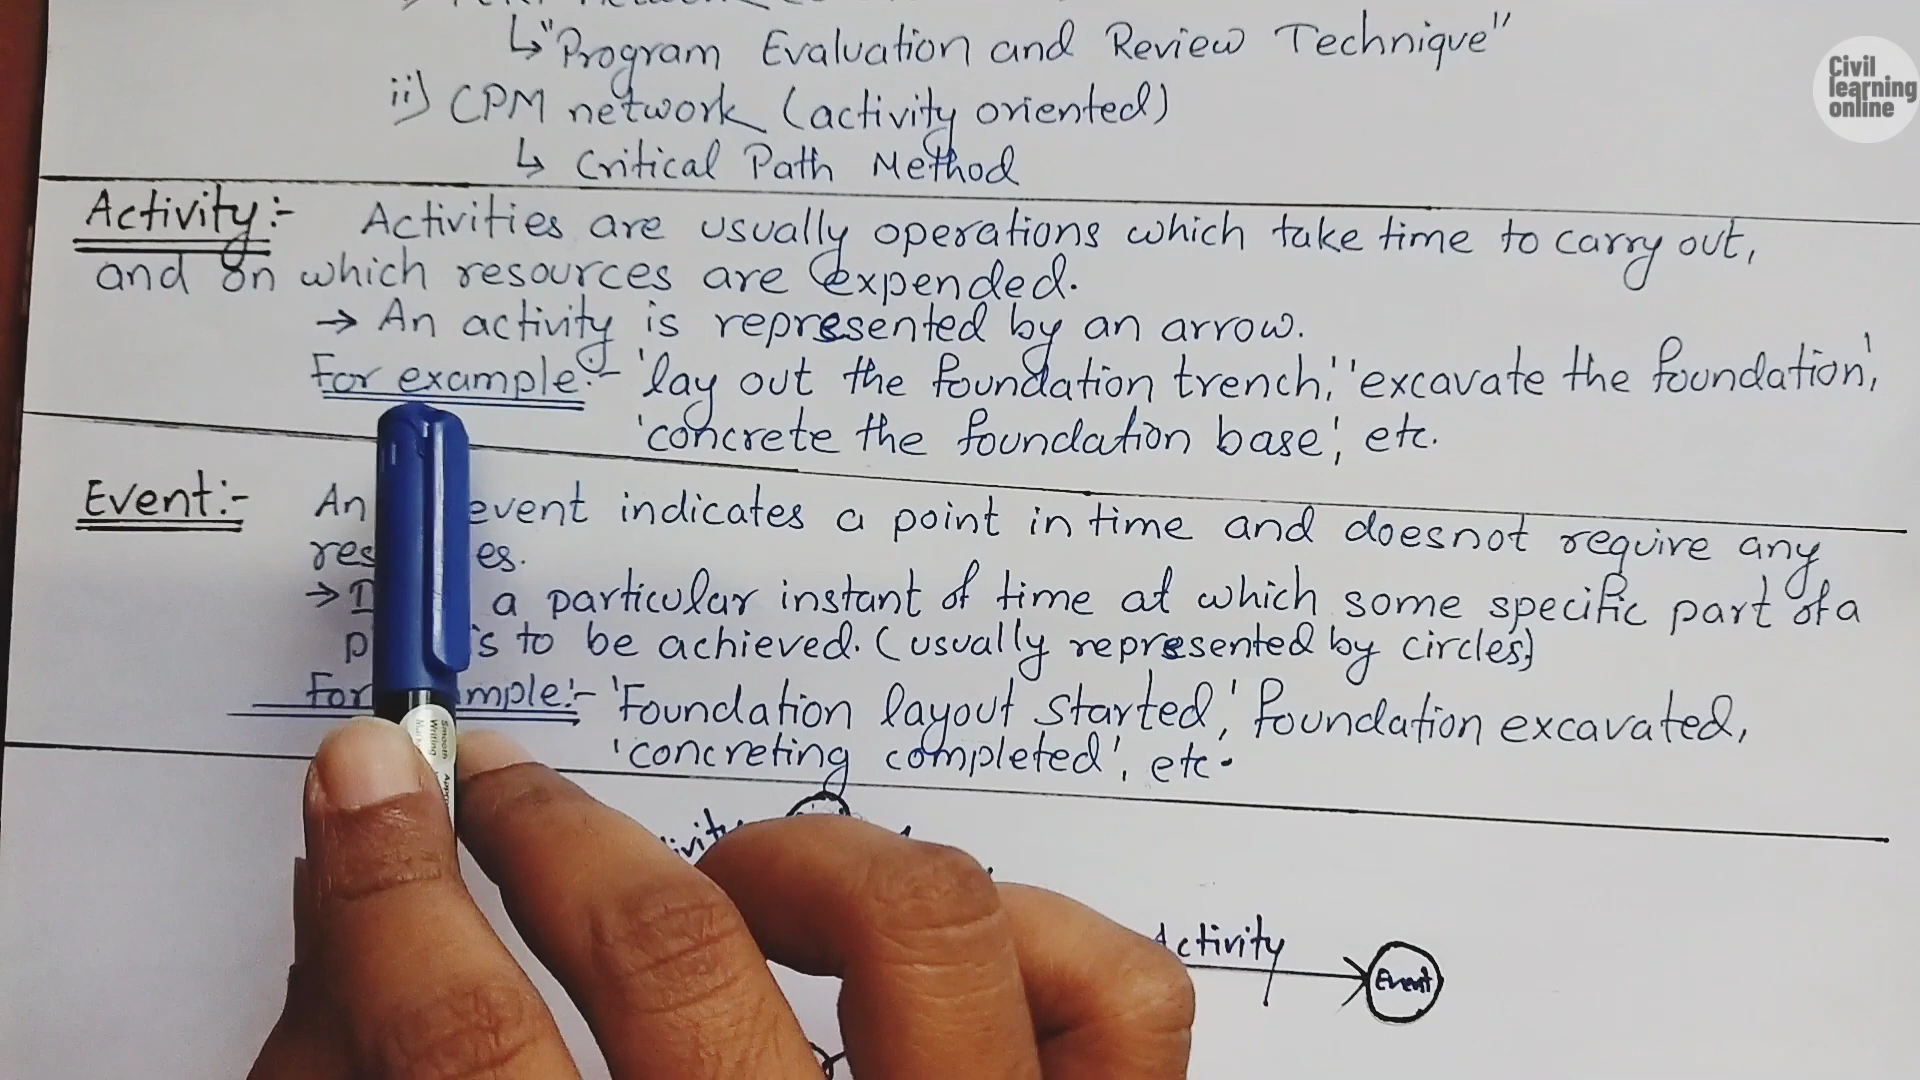 ↳ "Program Evaluation and Review Technique"
ii) CPM network (activity oriented)
↳ Critical Path Method
Activity:- Activities are usually operations which take time to carry out,
and on which resources are expended.
→ An activity is represented by an arrow.
For example:- 'lay out the foundation trench,' 'excavate the foundation',
'concrete the foundation base', etc.
Event:- An event indicates a point in time and doesnot require any
es.
→ a particular instant of time at which some specific part of a
is to be achieved. (usually represented by circles)
For mple:- 'Foundation layout started,' foundation excavated,
'concreting completed', etc.
Activity
Event
Civil
learning
online